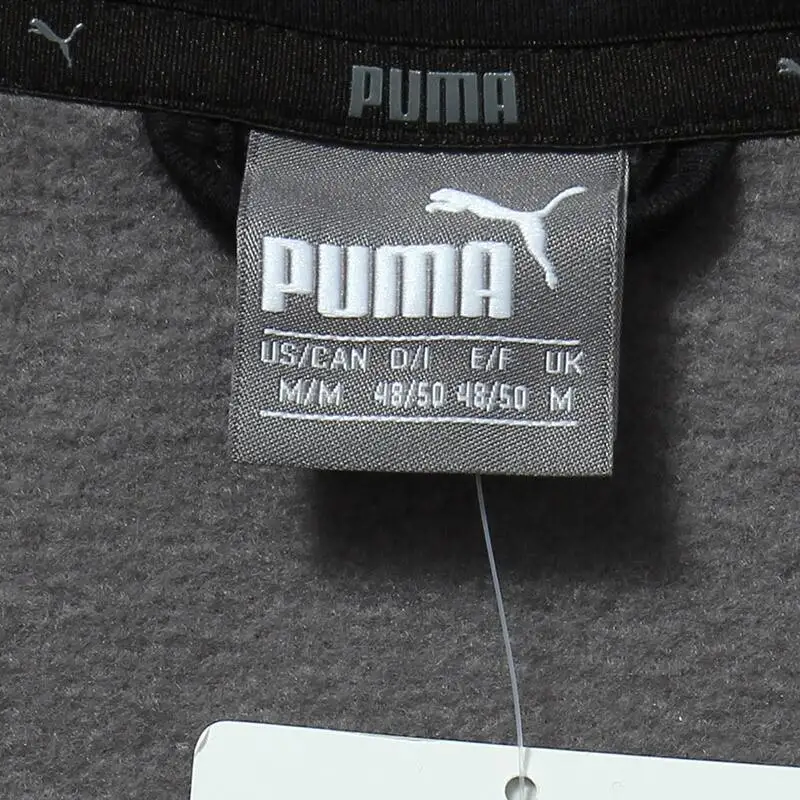 PUMA
PUMA
US/CAN D/I E/F UK
M/M 48/50 48/50 M